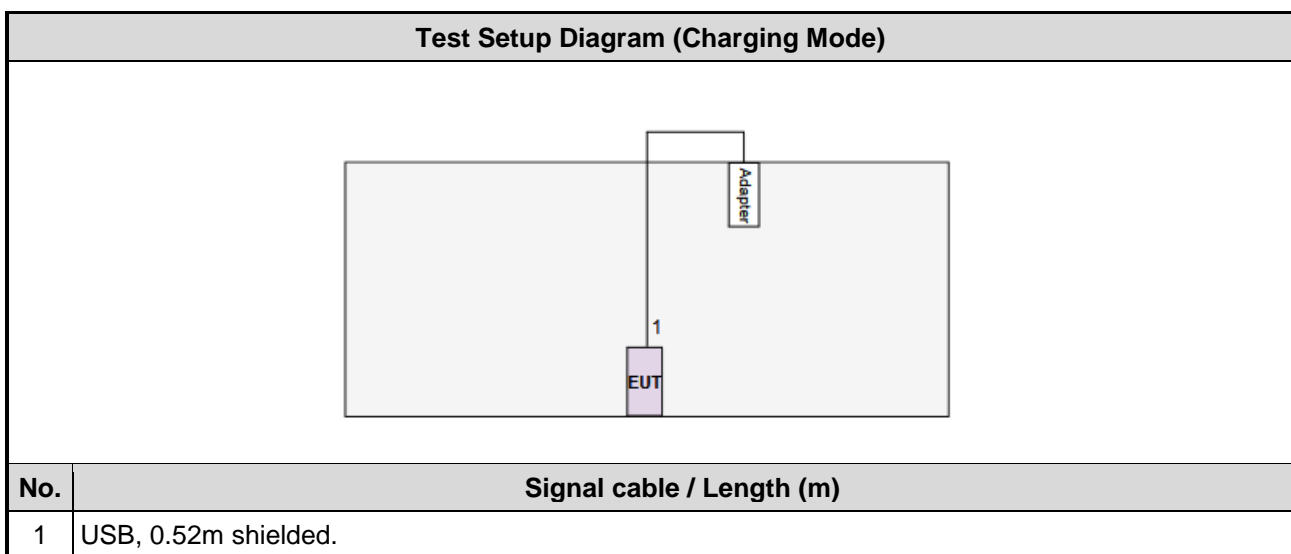 Test Setup Diagram (Charging Mode)
Adapter
1
EUT
No. Signal cable / Length (m)
1 USB, 0.52m shielded.